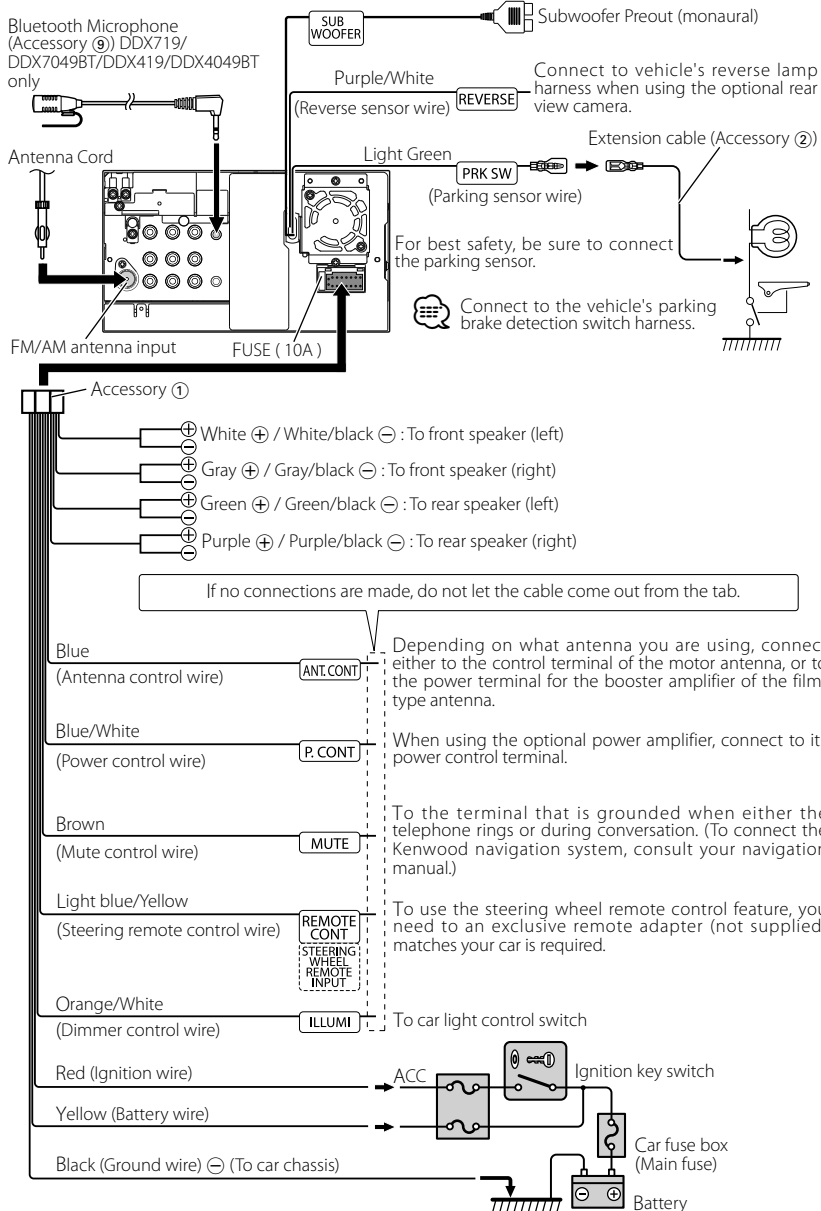 Bluetooth Microphone
(Accessory ⑨) DDX719/
DDX7049BT/DDX419/DDX4049BT
only
SUB
WOOFER
Subwoofer Preout (monaural)
Purple/White
(Reverse sensor wire)
REVERSE
Connect to vehicle's reverse lamp
harness when using the optional rear
view camera.
Antenna Cord
Light Green
PRK SW
(Parking sensor wire)
Extension cable (Accessory ②)
For best safety, be sure to connect
the parking sensor.
Connect to the vehicle's parking
brake detection switch harness.
FM/AM antenna input
FUSE ( 10A )
Accessory ①
⊕ White ⊕ / White/black ⊖ : To front speaker (left)
⊖
⊕ Gray ⊕ / Gray/black ⊖ : To front speaker (right)
⊖
⊕ Green ⊕ / Green/black ⊖ : To rear speaker (left)
⊖
⊕ Purple ⊕ / Purple/black ⊖ : To rear speaker (right)
⊖
If no connections are made, do not let the cable come out from the tab.
Blue
(Antenna control wire)
ANT. CONT
Depending on what antenna you are using, connec
either to the control terminal of the motor antenna, or to
the power terminal for the booster amplifier of the film
type antenna.
Blue/White
(Power control wire)
P. CONT
When using the optional power amplifier, connect to it
power control terminal.
Brown
(Mute control wire)
MUTE
To the terminal that is grounded when either the
telephone rings or during conversation. (To connect the
Kenwood navigation system, consult your navigation
manual.)
Light blue/Yellow
(Steering remote control wire)
REMOTE
CONT
STEERING
WHEEL
REMOTE
INPUT
To use the steering wheel remote control feature, you
need to an exclusive remote adapter (not supplied
matches your car is required.
Orange/White
(Dimmer control wire)
ILLUMI
To car light control switch
Red (Ignition wire)
ACC
Ignition key switch
Yellow (Battery wire)
Car fuse box
(Main fuse)
Black (Ground wire) ⊖ (To car chassis)
⊖ ⊕
Battery